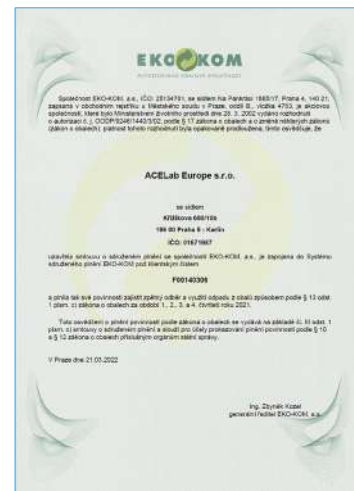 EKO KOM
AUTORIZOVANÁ OBALOVÁ SPOLEČNOST
Společnost EKO-KOM, a.s., IČO: 25134701, se sídlem Na Pankráci 1685/17, Praha 4, 140 21,
zapsaná v obchodním rejstříku u Městského soudu v Praze, oddíl B., vložka 4763, je akciovou
společností, které bylo Ministerstvem životního prostředí dne 28. 3. 2002 vydáno rozhodnutí
o autorizaci č. j. OODP/9246/1443/3/02, podle § 17 zákona o obalech a o změně některých zákonů
(zákon o obalech), platnost tohoto rozhodnutí byla opakovaně prodloužena, tímto osvědčuje, že
ACELab Europe s.r.o.
se sídlem
Křižíkova
186 00 Praha 8 - Karlín
IČO: 01671987
uzavřela smlouvu o sdruženém plnění se společností EKO-KOM, a.s., je zapojena do Systému
sdruženého plnění EKO-KOM pod klientským číslem
F00140306
a plnila tak své povinnosti zajistit zpětný odběr a využití odpadu z obalů způsobem podle § 13 odst.
1 písm. c) zákona o obalech za období 1., 2., 3. a 4. čtvrtletí roku 2021.
Toto osvědčení o plnění povinností podle zákona o obalech se vydává na základě čl. III odst. 1
písm. c) smlouvy o sdruženém plnění a slouží pro účely prokazování plnění povinností podle § 10
a § 12 zákona o obalech příslušným orgánům státní správy.
V Praze dne 21.03.2022
Ing. Zbyněk Kozel
generální ředitel EKO-KOM, a.s.